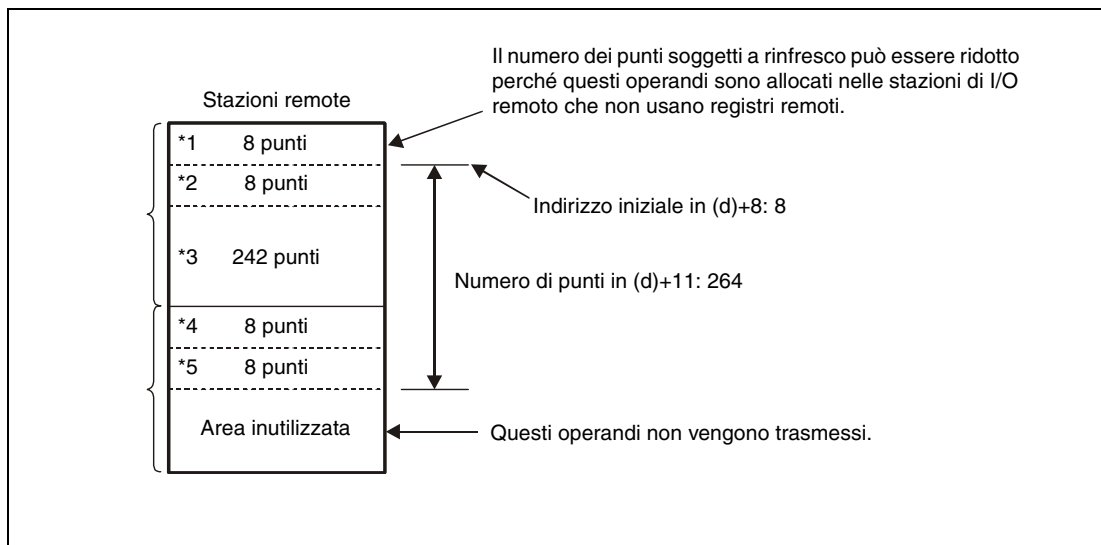 Il numero dei punti soggetti a rinfresco può essere ridotto
perché questi operandi sono allocati nelle stazioni di I/O
remoto che non usano registri remoti.
Stazioni remote
*1 8 punti
*2 8 punti
Indirizzo iniziale in (d)+8: 8
*3 242 punti
Numero di punti in (d)+11: 264
*4 8 punti
*5 8 punti
Area inutilizzata
Questi operandi non vengono trasmessi.